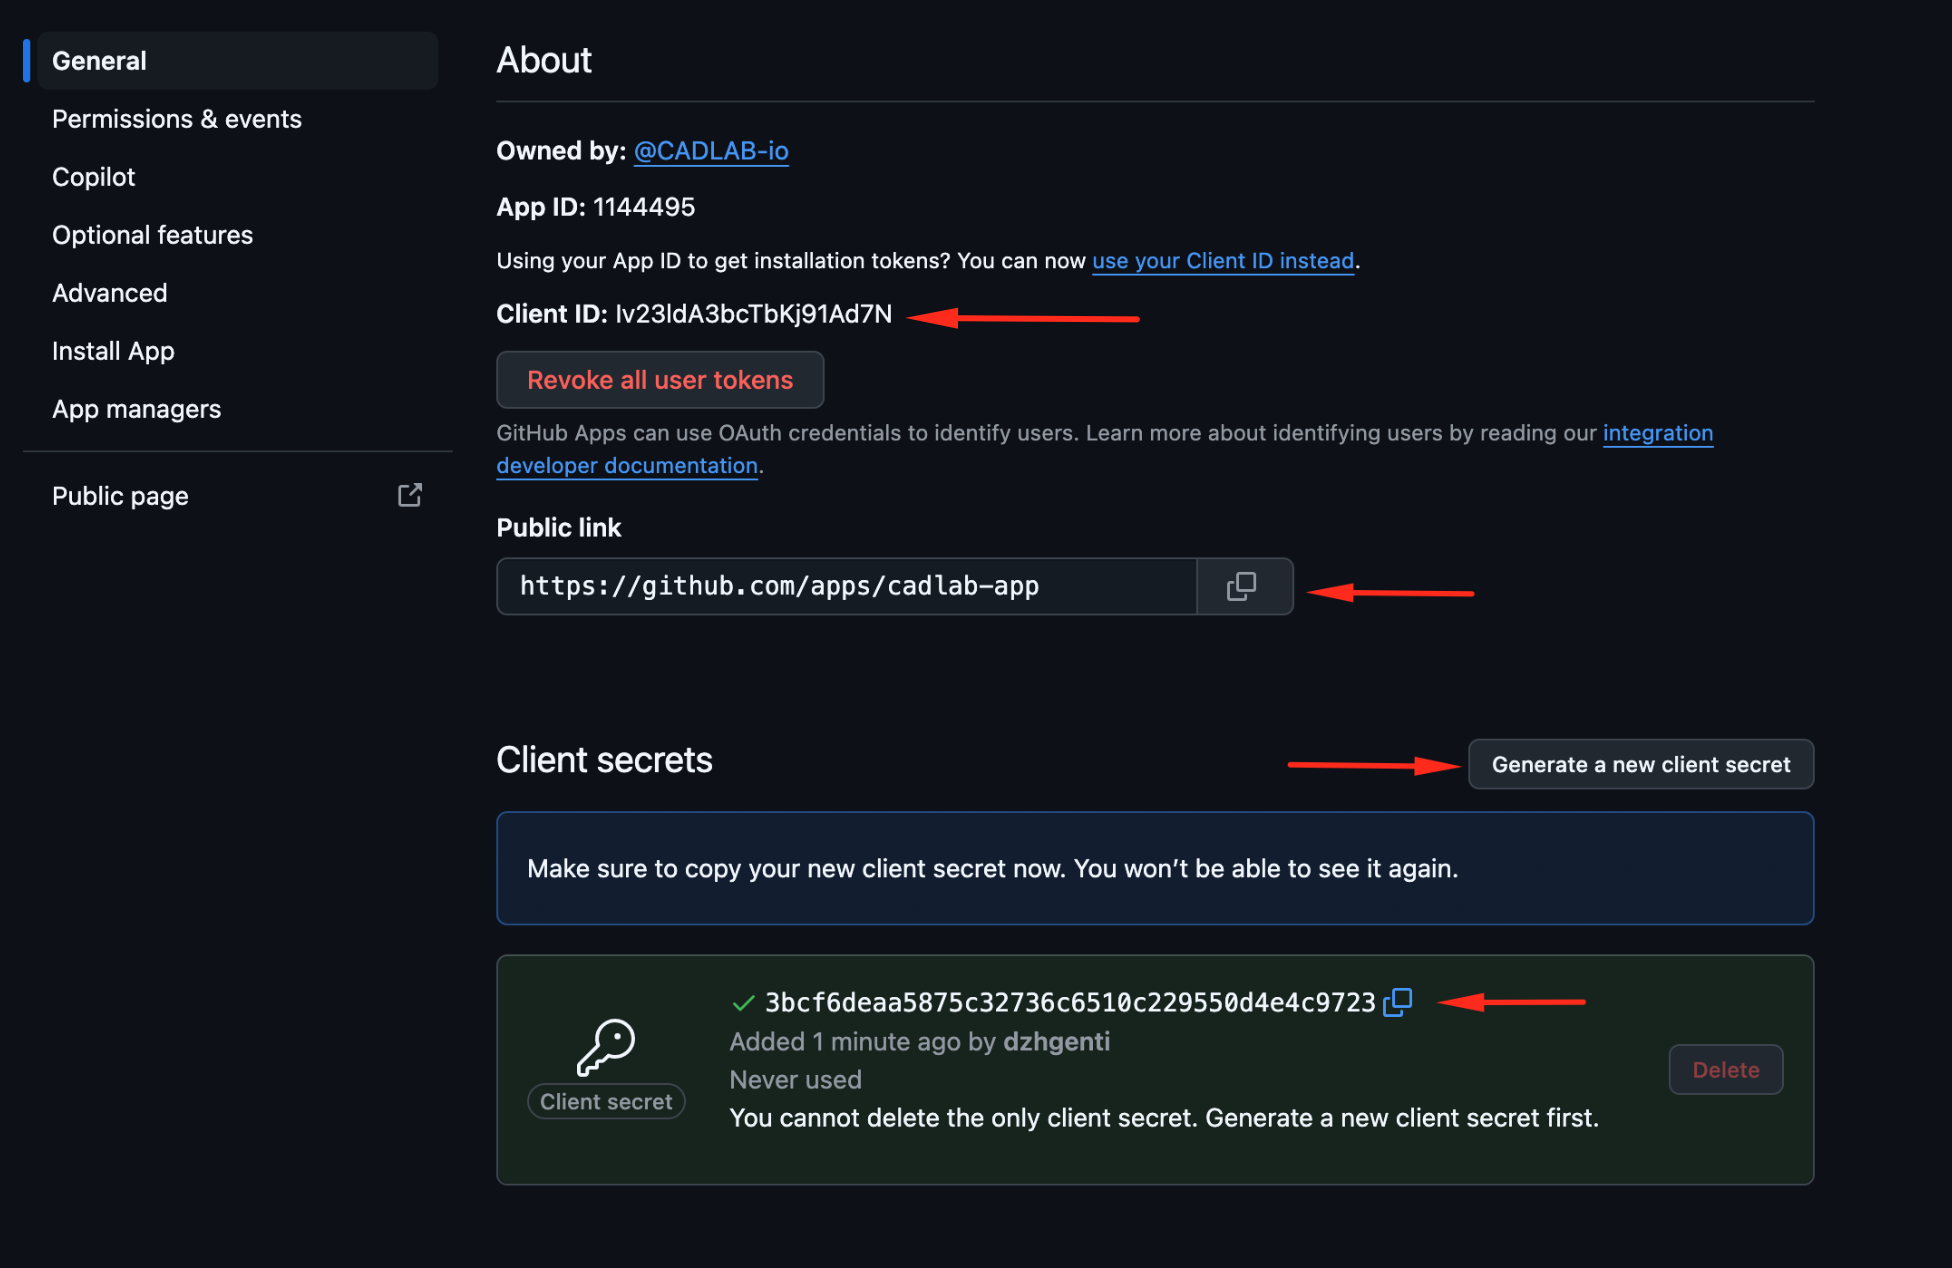 General
Permissions & events
Copilot
Optional features
Advanced
Install App
App managers
Public page
About
Owned by: @CADLAB-io
App ID: 1144495
Using your App ID to get installation tokens? You can now use your Client ID instead.
Client ID: Iv23ldA3bcTbKj91Ad7N
Revoke all user tokens
GitHub Apps can use OAuth credentials to identify users. Learn more about identifying users by reading our integration
developer documentation.
Public link
https://github.com/apps/cadlab-app
Client secrets
Generate a new client secret
Make sure to copy your new client secret now. You won’t be able to see it again.
3bcf6deaa5875c32736c6510c229550d4e4c9723
Added 1 minute ago by dzhgenti
Never used
You cannot delete the only client secret. Generate a new client secret first.
Client secret
Delete